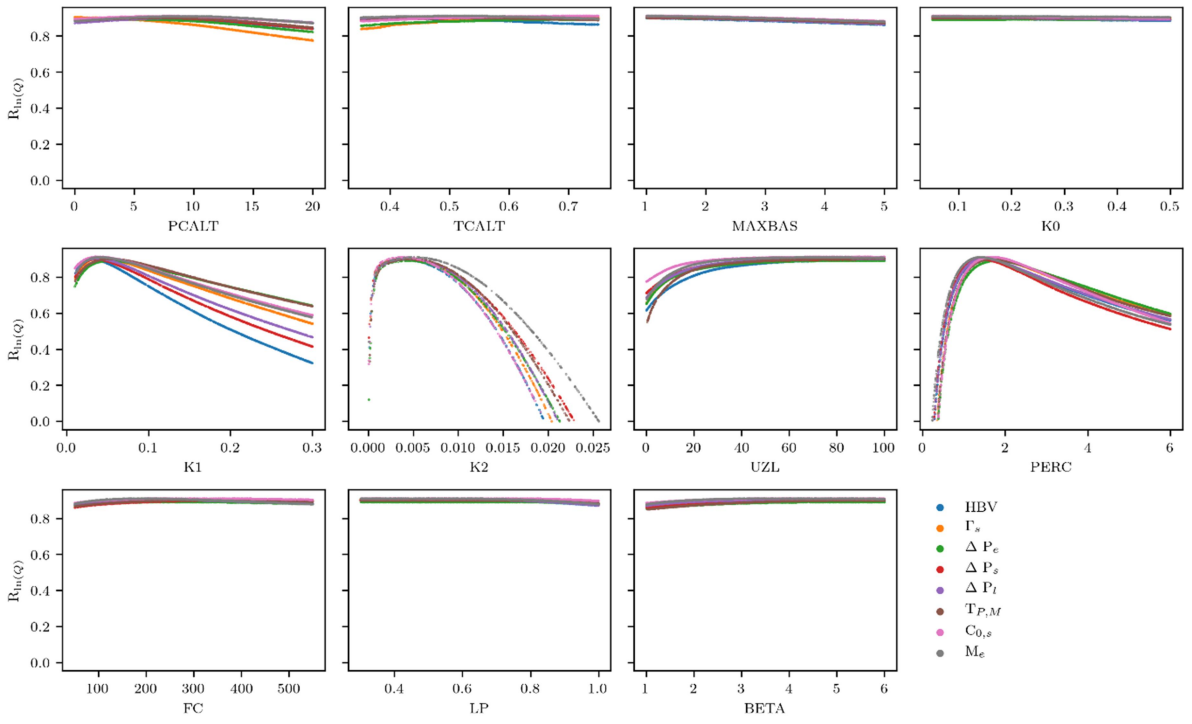 R_ln(Q)
0.8
0.6
0.4
0.2
0.0
0 5 10 15 20
PCALT
0.4 0.5 0.6 0.7
TCALT
1 2 3 4 5
MAXBAS
0.1 0.2 0.3 0.4 0.5
K0
R_ln(Q)
0.8
0.6
0.4
0.2
0.0
0.0 0.1 0.2 0.3
K1
0.000 0.005 0.010 0.015 0.020 0.025
K2
0 20 40 60 80 100
UZL
0 2 4 6
PERC
R_ln(Q)
0.8
0.6
0.4
0.2
0.0
100 200 300 400 500
FC
0.4 0.6 0.8 1.0
LP
1 2 3 4 5 6
BETA
HBV
Γ_s
Δ P_e
Δ P_s
Δ P_l
T_P,M
C_0,s
M_e